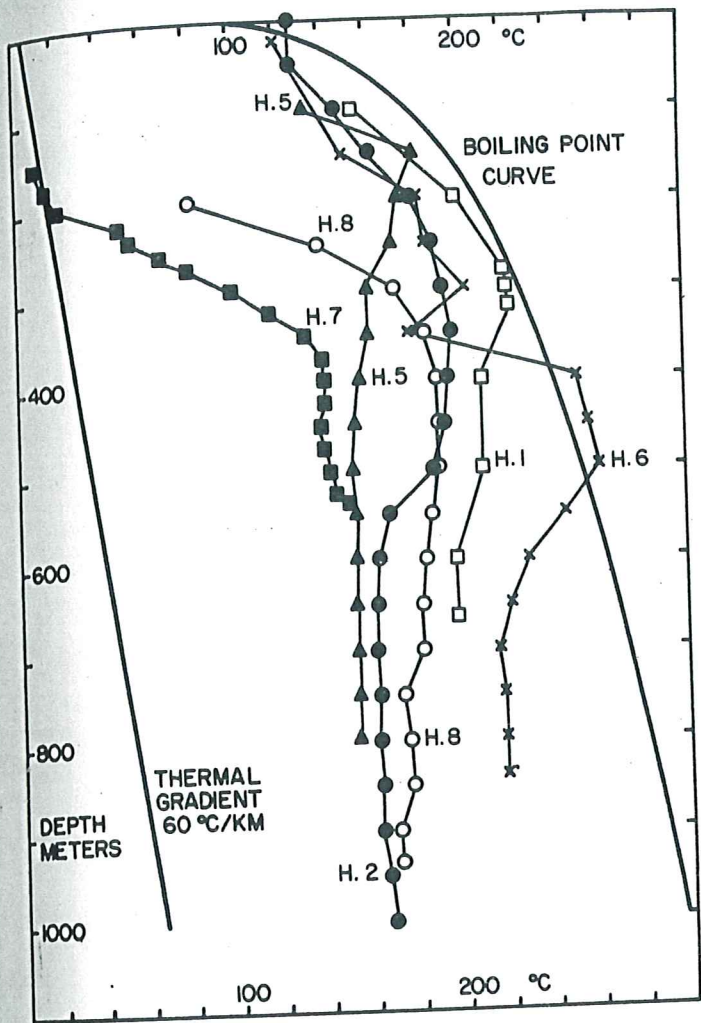 100 200 °C
H.5
BOILING POINT
CURVE
H.8
H.7
400
H.5
H.1
H.6
600
800
THERMAL
GRADIENT
60 °C/KM
H.8
DEPTH
METERS
H.2
1000
100 200 °C